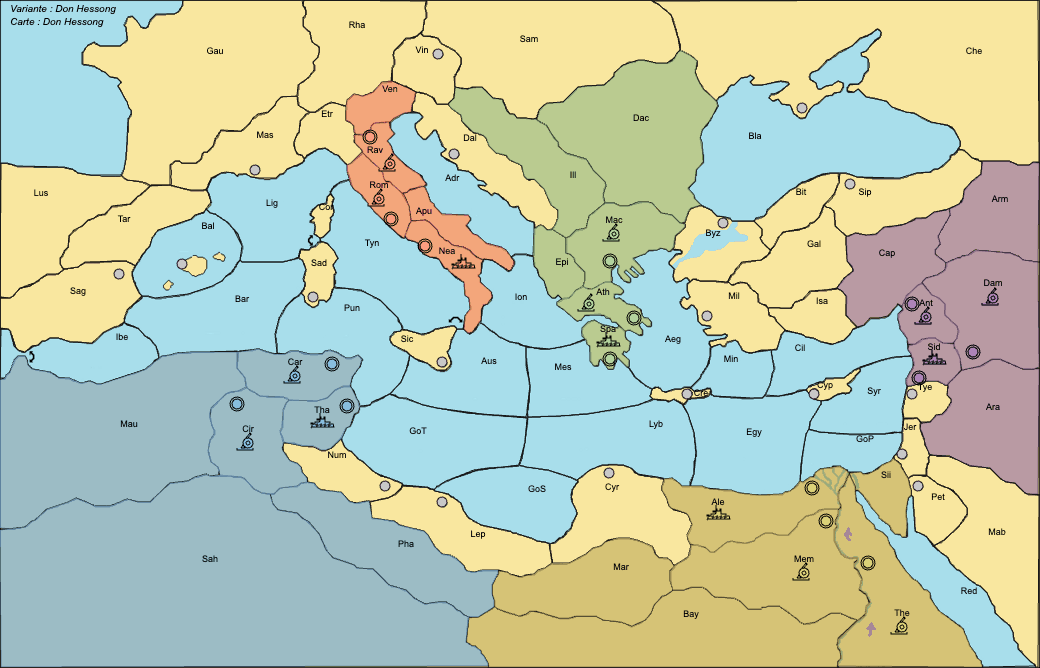 Variante : Don Hessong
Carte : Don Hessong
Rha
Sam
Che
Gau
Vin
Ven
Etr
Mas
Dac
Bla
Dal
Rav
Adr
Ill
Rom
Lus
Lig
Cor
Apu
Bit
Sip
Arm
Tar
Bal
Mac
Byz
Tyn
Nea
Gal
Cap
Sad
Epi
Sag
Bar
Ion
Ath
Mil
Isa
Dam
Pun
Ant
Ibe
Sic
Spa
Aeg
Cil
Sid
Car
Aus
Mes
Min
Tye
Cre
Cyp
Syr
Ara
Tha
Mau
Cir
GoT
Lyb
Egy
GoP
Jer
Num
GoS
Cyr
Sii
Pet
Ale
Lep
Pha
Mab
Sah
Mar
Mem
Red
Bay
The